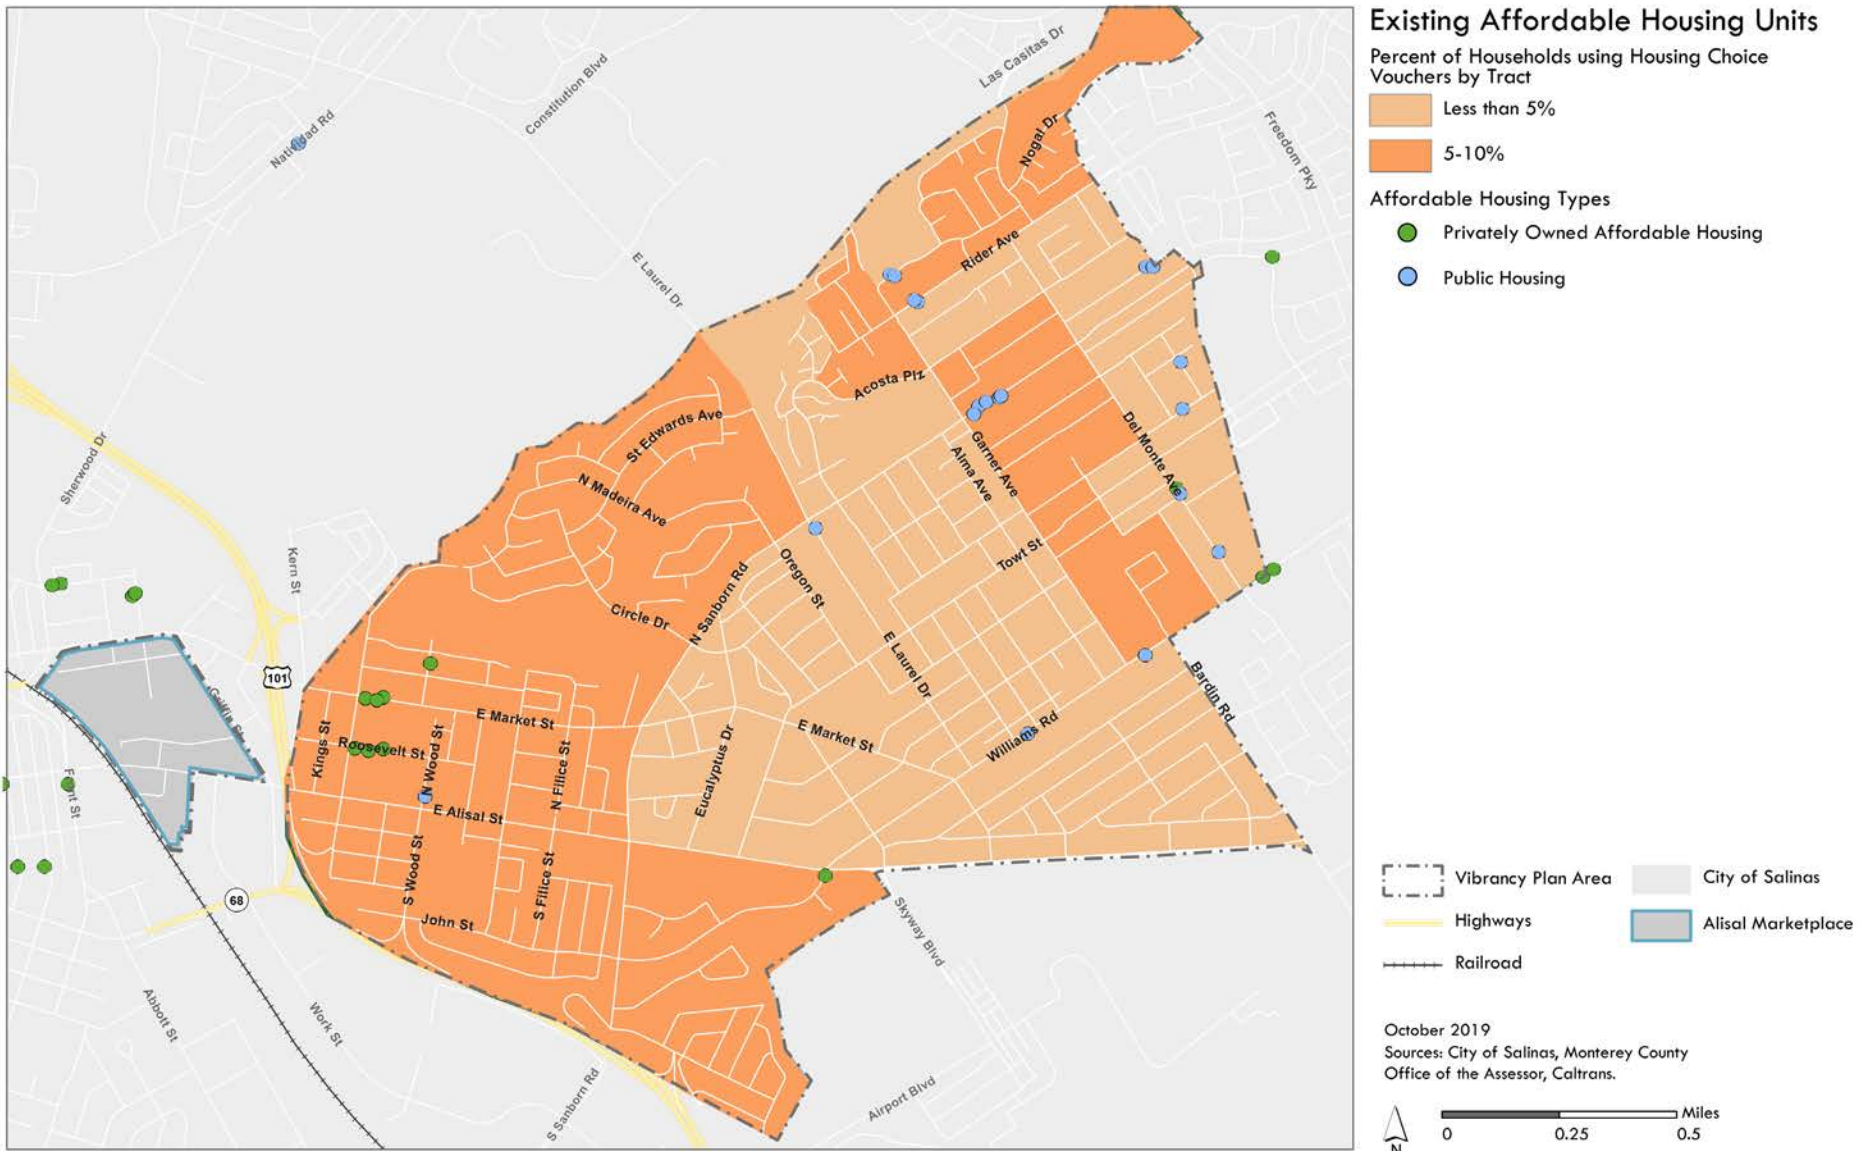 Existing Affordable Housing Units
Percent of Households using Housing Choice
Vouchers by Tract
Less than 5%
5-10%
Affordable Housing Types
Privately Owned Affordable Housing
Public Housing
Las Casitas Dr
Constitution Blvd
Natividad Rd
Nogal Dr
Freedom Pky
Rider Ave
E Laurel Dr
Acosta Plz
St Edwards Ave
Del Monte Ave
Sherwood Dr
N Madeira Ave
Garner Ave
Alma Ave
Kern St
Towt St
Oregon St
N Sanborn Rd
Circle Dr
E Laurel Dr
101
Bardin Rd
E Market St
E Market St
Williams Rd
Kings St
Roosevelt St
N Wood St
N Filice St
Eucalyptus Dr
E Alisal St
S Wood St
S Filice St
68
John St
Skyway Blvd
Abbott St
Work St
S Sanborn Rd
Airport Blvd
Vibrancy Plan Area
City of Salinas
Highways
Alisal Marketplace
Railroad
October 2019
Sources: City of Salinas, Monterey County
Office of the Assessor, Caltrans.
Miles
0 0.25 0.5
N